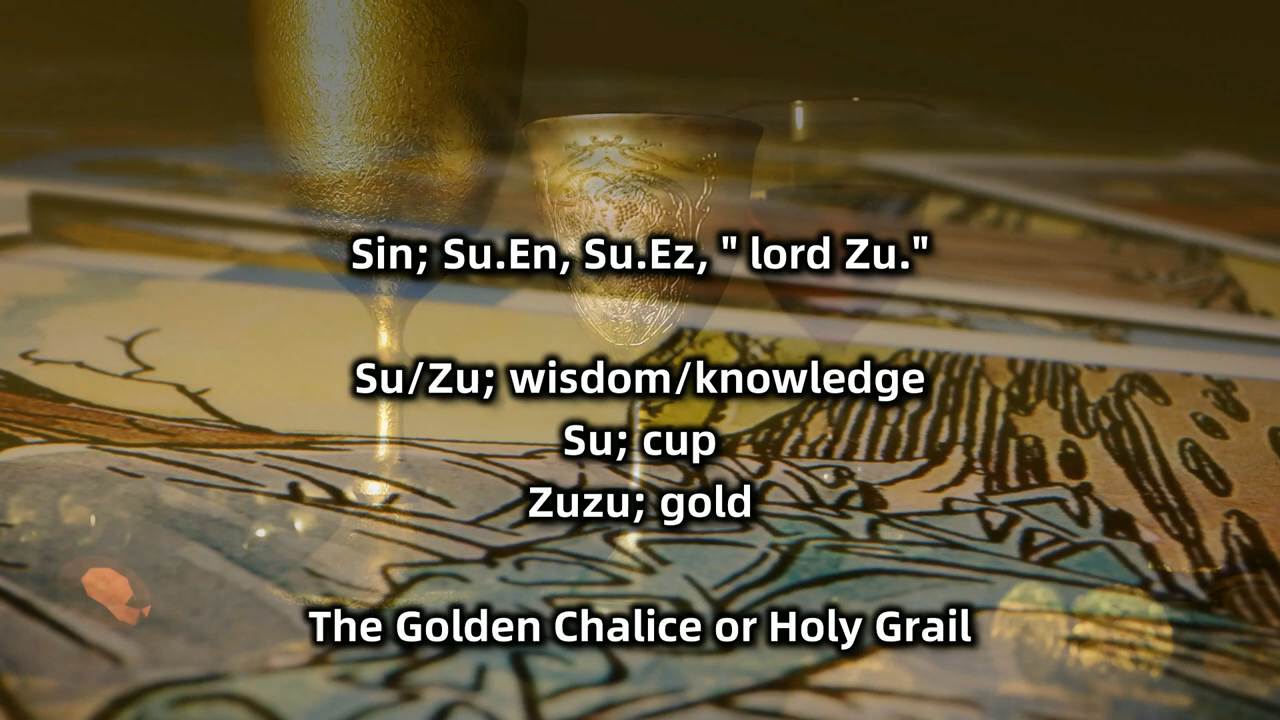 Sin; Su.En, Su.Ez, " lord Zu."
Su/Zu; wisdom/knowledge
Su; cup
Zuzu; gold
The Golden Chalice or Holy Grail